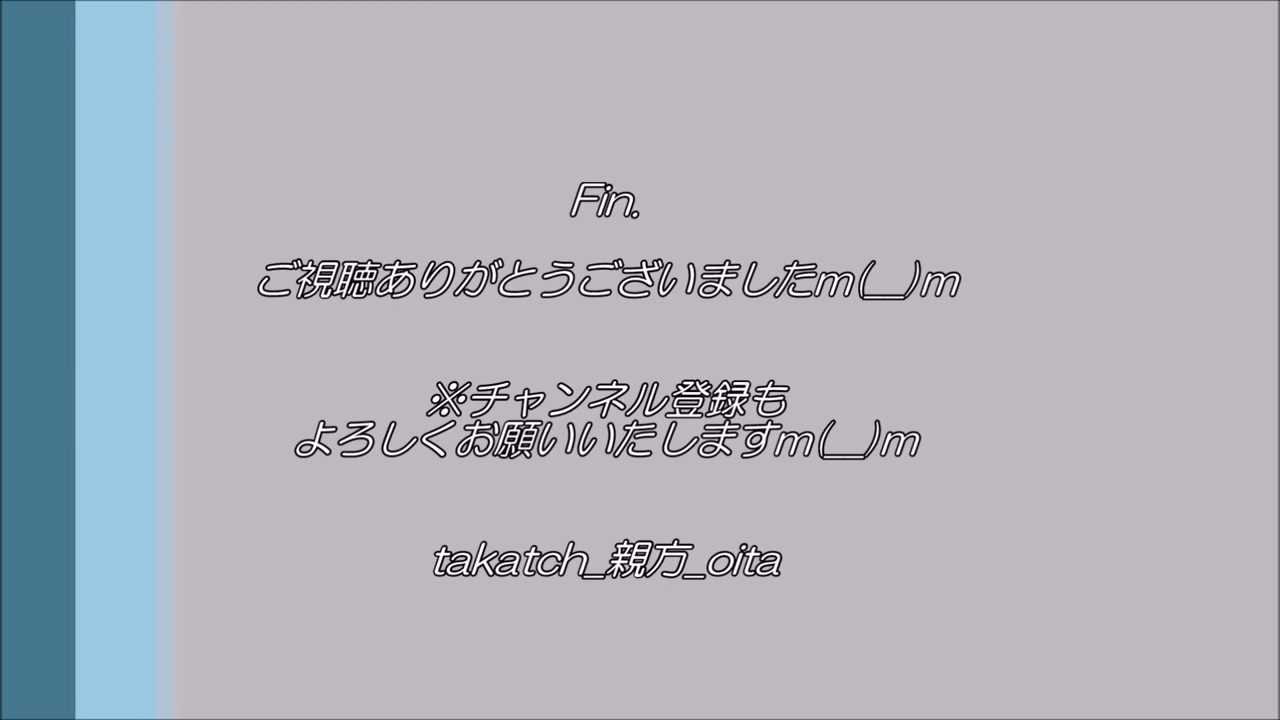 Fin.
ご視聴ありがとうございましたm(__)m
※チャンネル登録も
よろしくお願いいたしますm(__)m
takatch_親方_oita